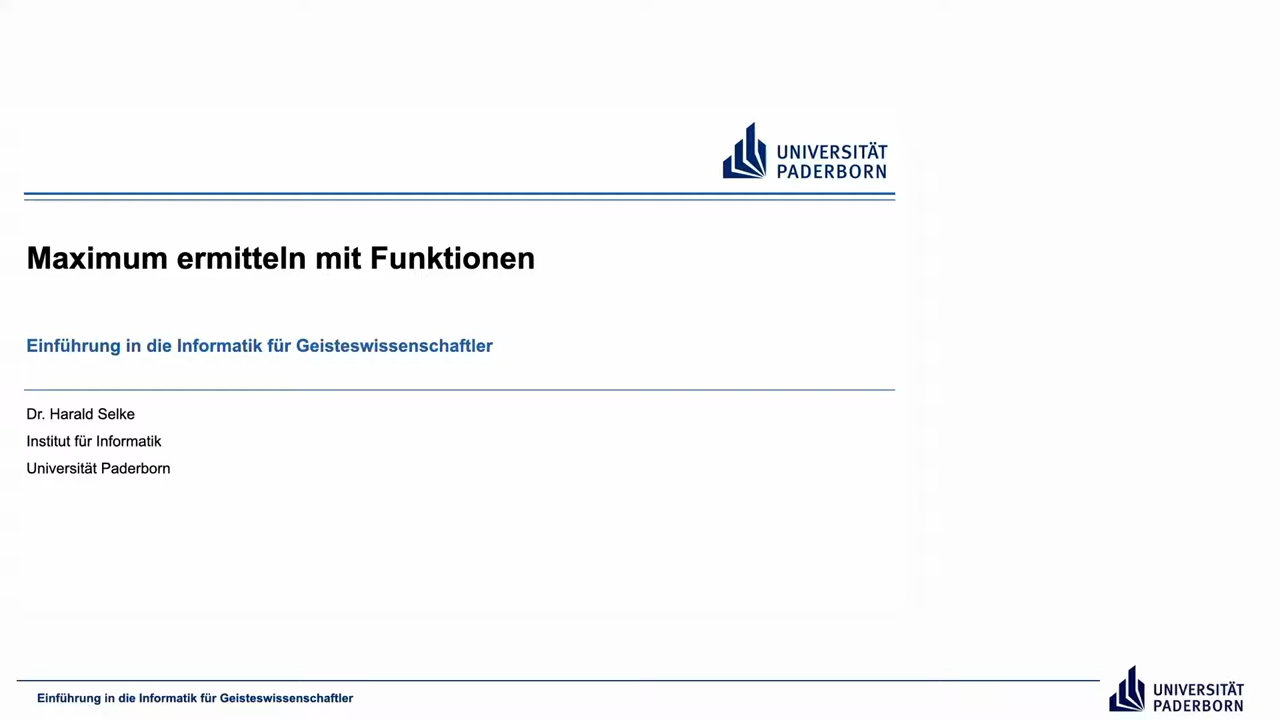 UNIVERSITÄT
PADERBORN
Maximum ermitteln mit Funktionen
Einführung in die Informatik für Geisteswissenschaftler
Dr. Harald Selke
Institut für Informatik
Universität Paderborn
Einführung in die Informatik für Geisteswissenschaftler
UNIVERSITÄT
PADERBORN